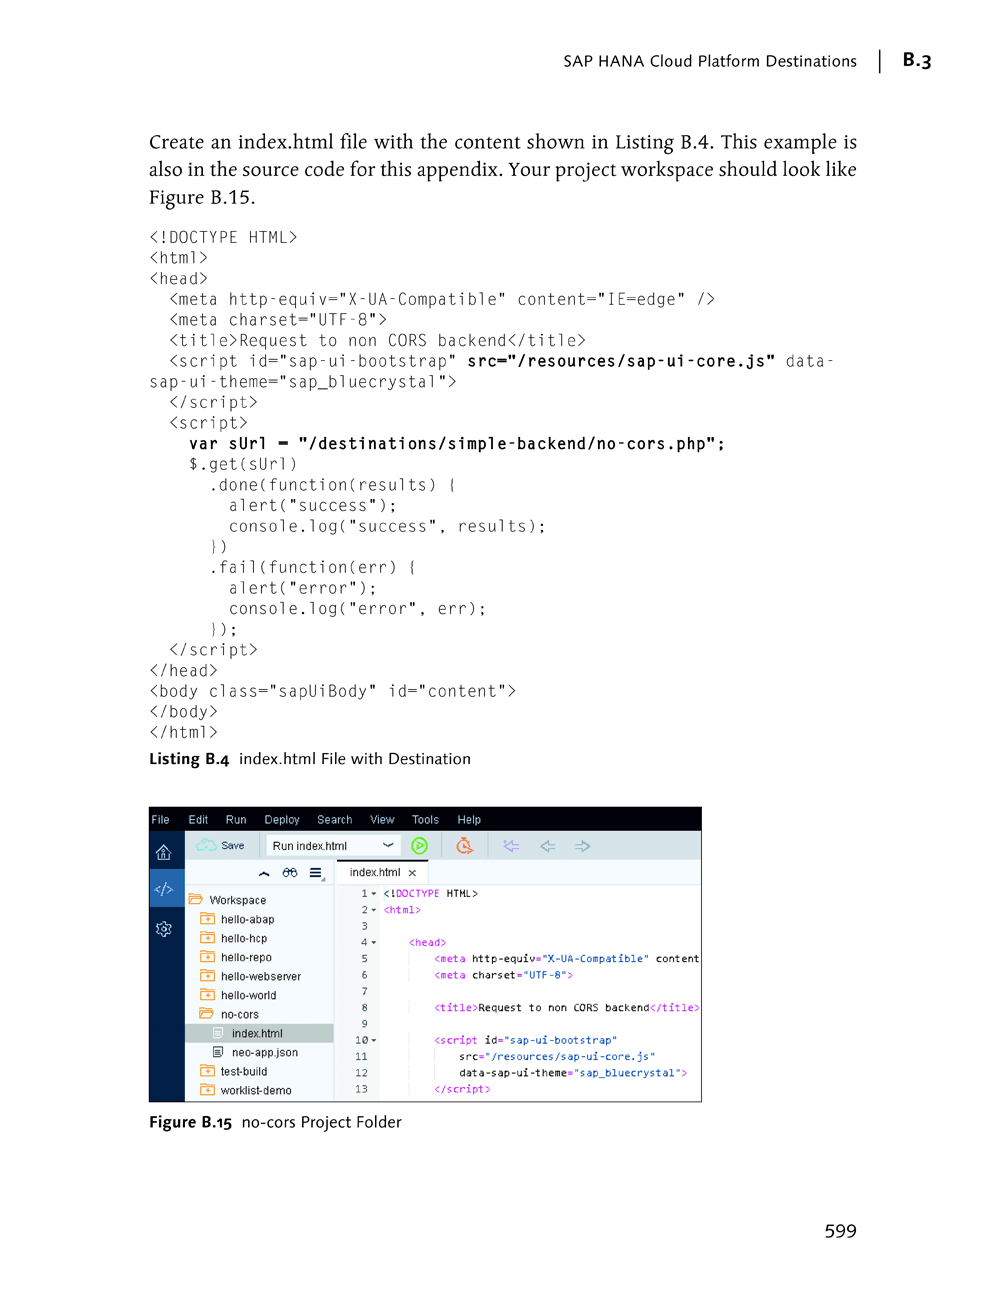 SAP HANA Cloud Platform Destinations | B.3
Create an index.html file with the content shown in Listing B.4. This example is
also in the source code for this appendix. Your project workspace should look like
Figure B.15.
<!DOCTYPE HTML>
<html>
<head>
  <meta http-equiv="X-UA-Compatible" content="IE=edge" />
  <meta charset="UTF-8">
  <title>Request to non CORS backend</title>
  <script id="sap-ui-bootstrap" src="/resources/sap-ui-core.js" data-
sap-ui-theme="sap_bluecrystal">
  </script>
  <script>
    var sUrl = "/destinations/simple-backend/no-cors.php";
    $.get(sUrl)
      .done(function(results) {
        alert("success");
        console.log("success", results);
      })
      .fail(function(err) {
        alert("error");
        console.log("error", err);
      });
  </script>
</head>
<body class="sapUiBody" id="content">
</body>
</html>
Listing B.4 index.html File with Destination
File Edit Run Deploy Search View Tools Help
Save Run index.html
index.html ×
Workspace
hello-abap
hello-hcp
hello-repo
hello-webserver
hello-world
no-cors
index.html
neo-app.json
test-build
worklist-demo
1 <!DOCTYPE HTML>
2 <html>
3
4 <head>
5 <meta http-equiv="X-UA-Compatible" content
6 <meta charset="UTF-8">
7
8 <title>Request to non CORS backend</title>
9
10 <script id="sap-ui-bootstrap"
11 src="/resources/sap-ui-core.js"
12 data-sap-ui-theme="sap_bluecrystal">
13 </script>
Figure B.15 no-cors Project Folder
599